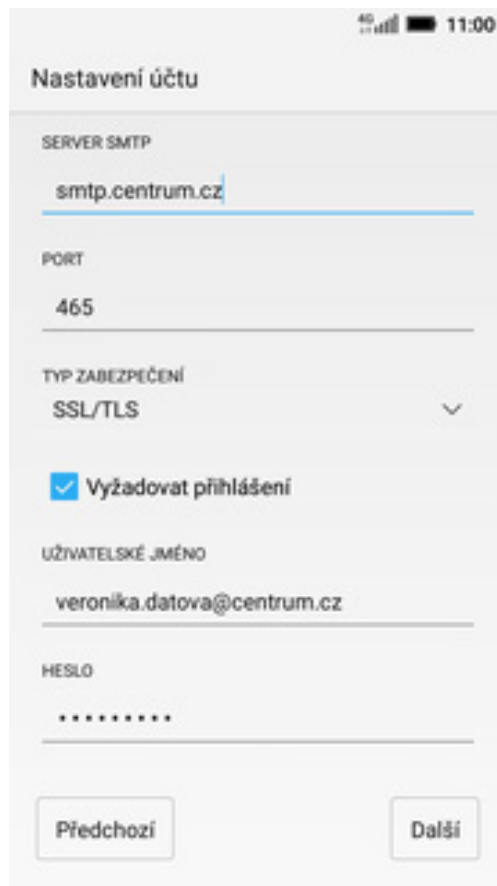 4G 11:00
Nastavení účtu
SERVER SMTP
smtp.centrum.cz
PORT
465
TYP ZABEZPEČENÍ
SSL/TLS
Vyžadovat přihlášení
UŽIVATELSKÉ JMÉNO
veronika.datova@centrum.cz
HESLO
•••••••••
Předchozí Další